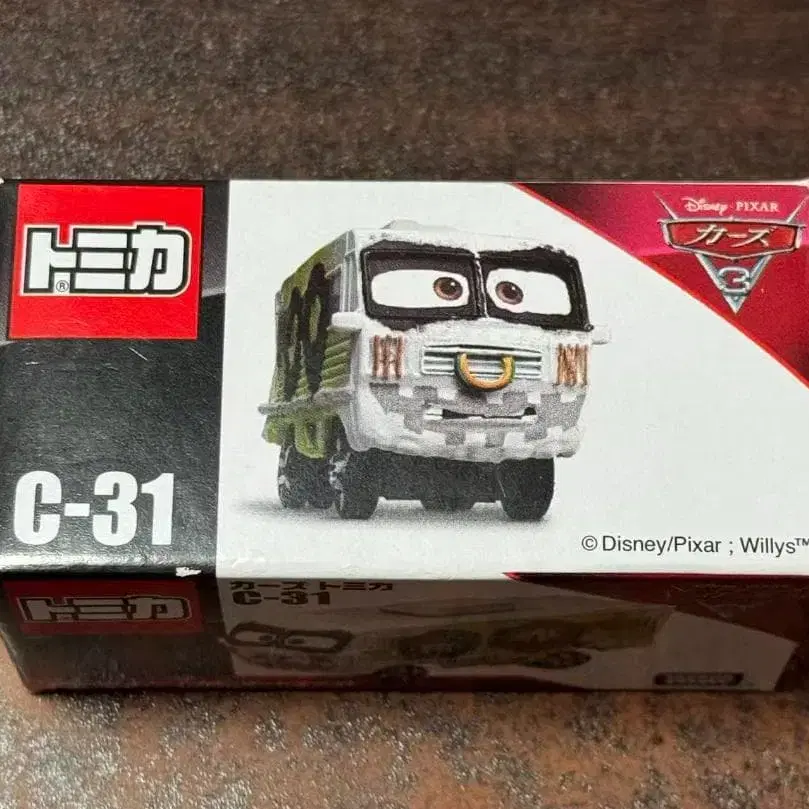 トミカ®
Disney・PIXAR
カーズ
3
C-31
©Disney/Pixar ; Willys™
トミカ
カーズ トミカ
C-31